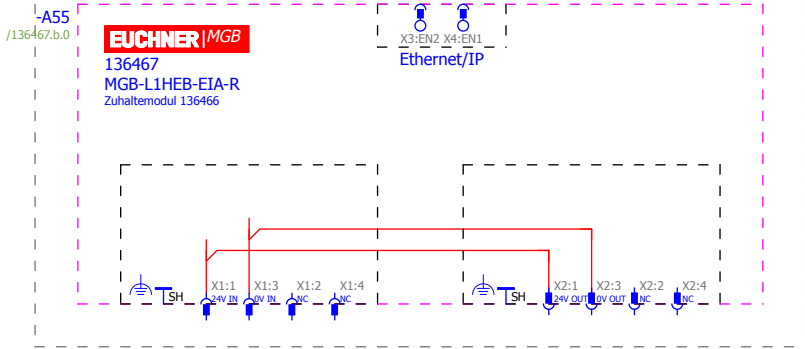 -A55
/136467.b.0
EUCHNER|MGB
136467
MGB-L1HEB-EIA-R
Zuhaltemodul 136466
X3:EN2 X4:EN1
Ethernet/IP
SH
X1:1 X1:3 X1:2 X1:4
24V IN 0V IN NC NC
SH
X2:1 X2:3 X2:2 X2:4
24V OUT 0V OUT NC NC